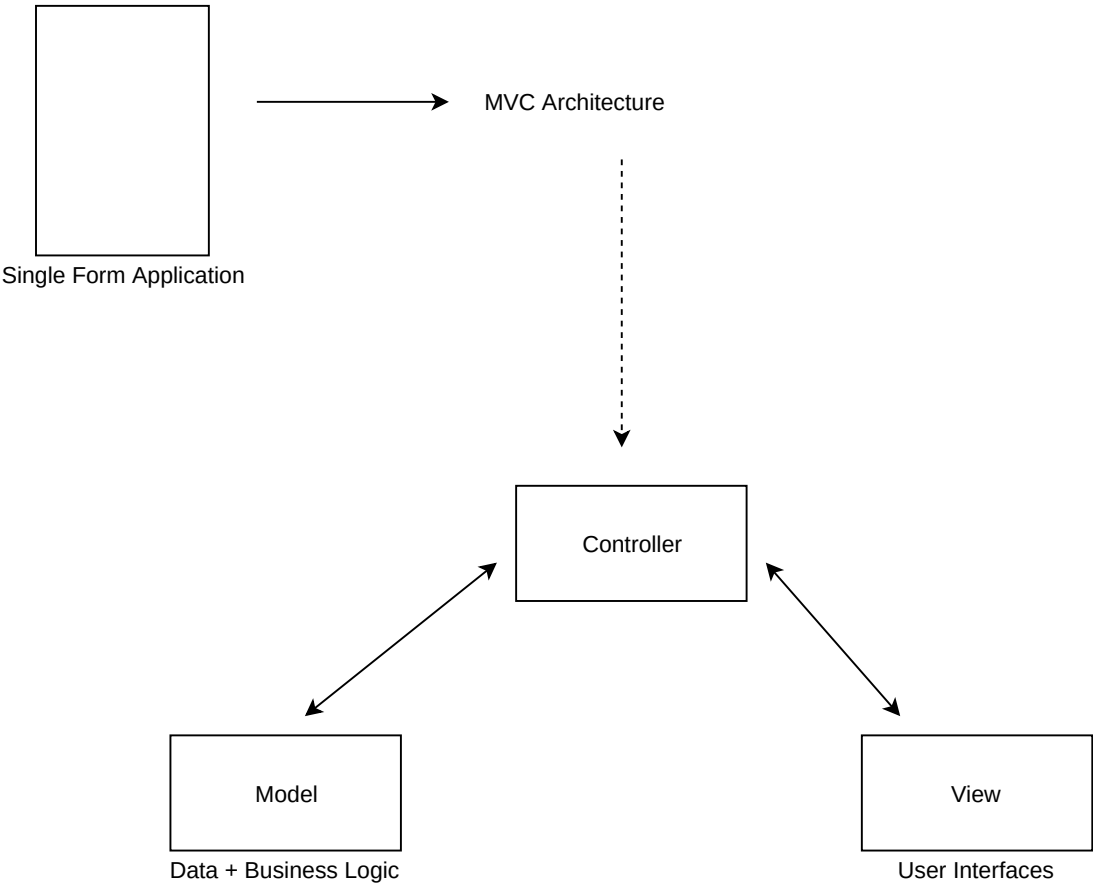 MVC Architecture
Single Form Application
Controller
Model
View
Data + Business Logic
User Interfaces